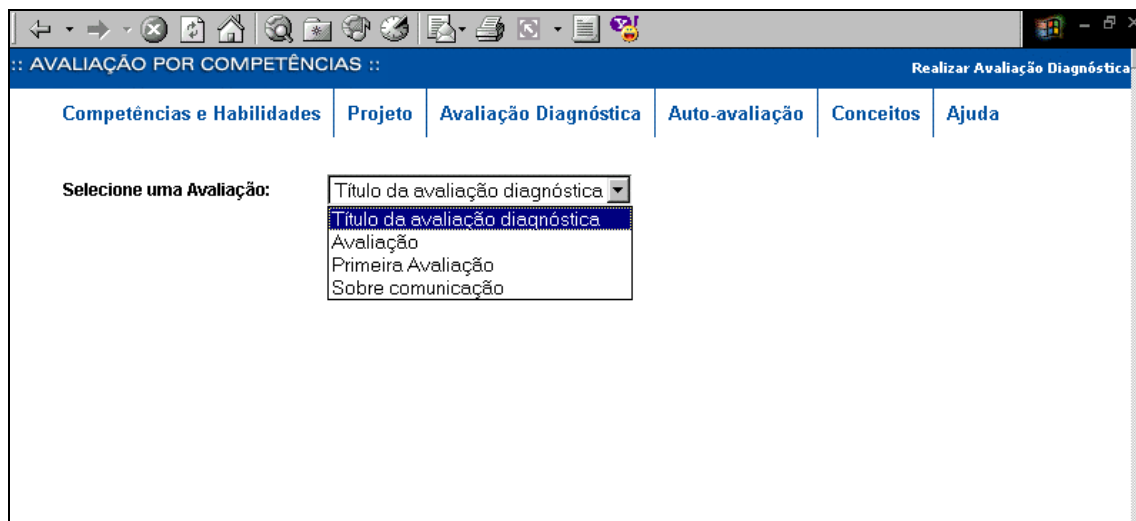 :: AVALIAÇÃO POR COMPETÊNCIAS ::
Realizar Avaliação Diagnóstica
Competências e Habilidades Projeto Avaliação Diagnóstica Auto-avaliação Conceitos Ajuda
Selecione uma Avaliação: Título da avaliação diagnóstica
Título da avaliação diagnóstica
Avaliação
Primeira Avaliação
Sobre comunicação